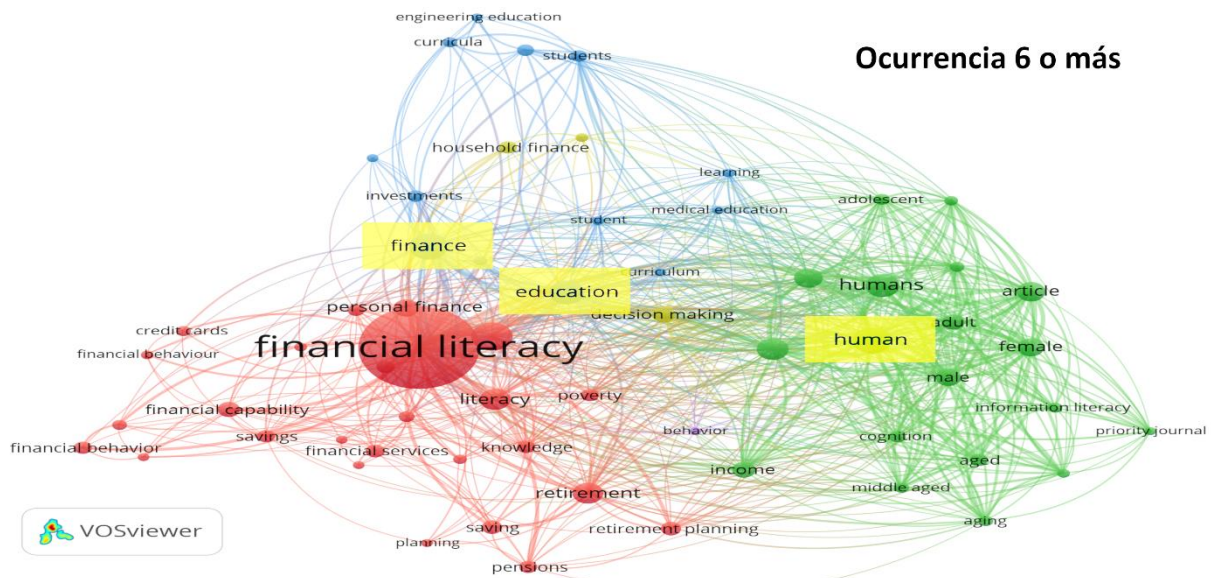 engineering education
curricula
students
Ocurrencia 6 o más
household finance
learning
investments
adolescent
medical education
student
finance
curriculum
humans
education
article
personal finance
decision making
adult
credit cards
financial literacy
human
female
financial behaviour
male
literacy
poverty
financial capability
information literacy
behavior
priority journal
savings
cognition
financial behavior
financial services
knowledge
aged
income
middle aged
retirement
saving
retirement planning
aging
VOSviewer
planning
pensions